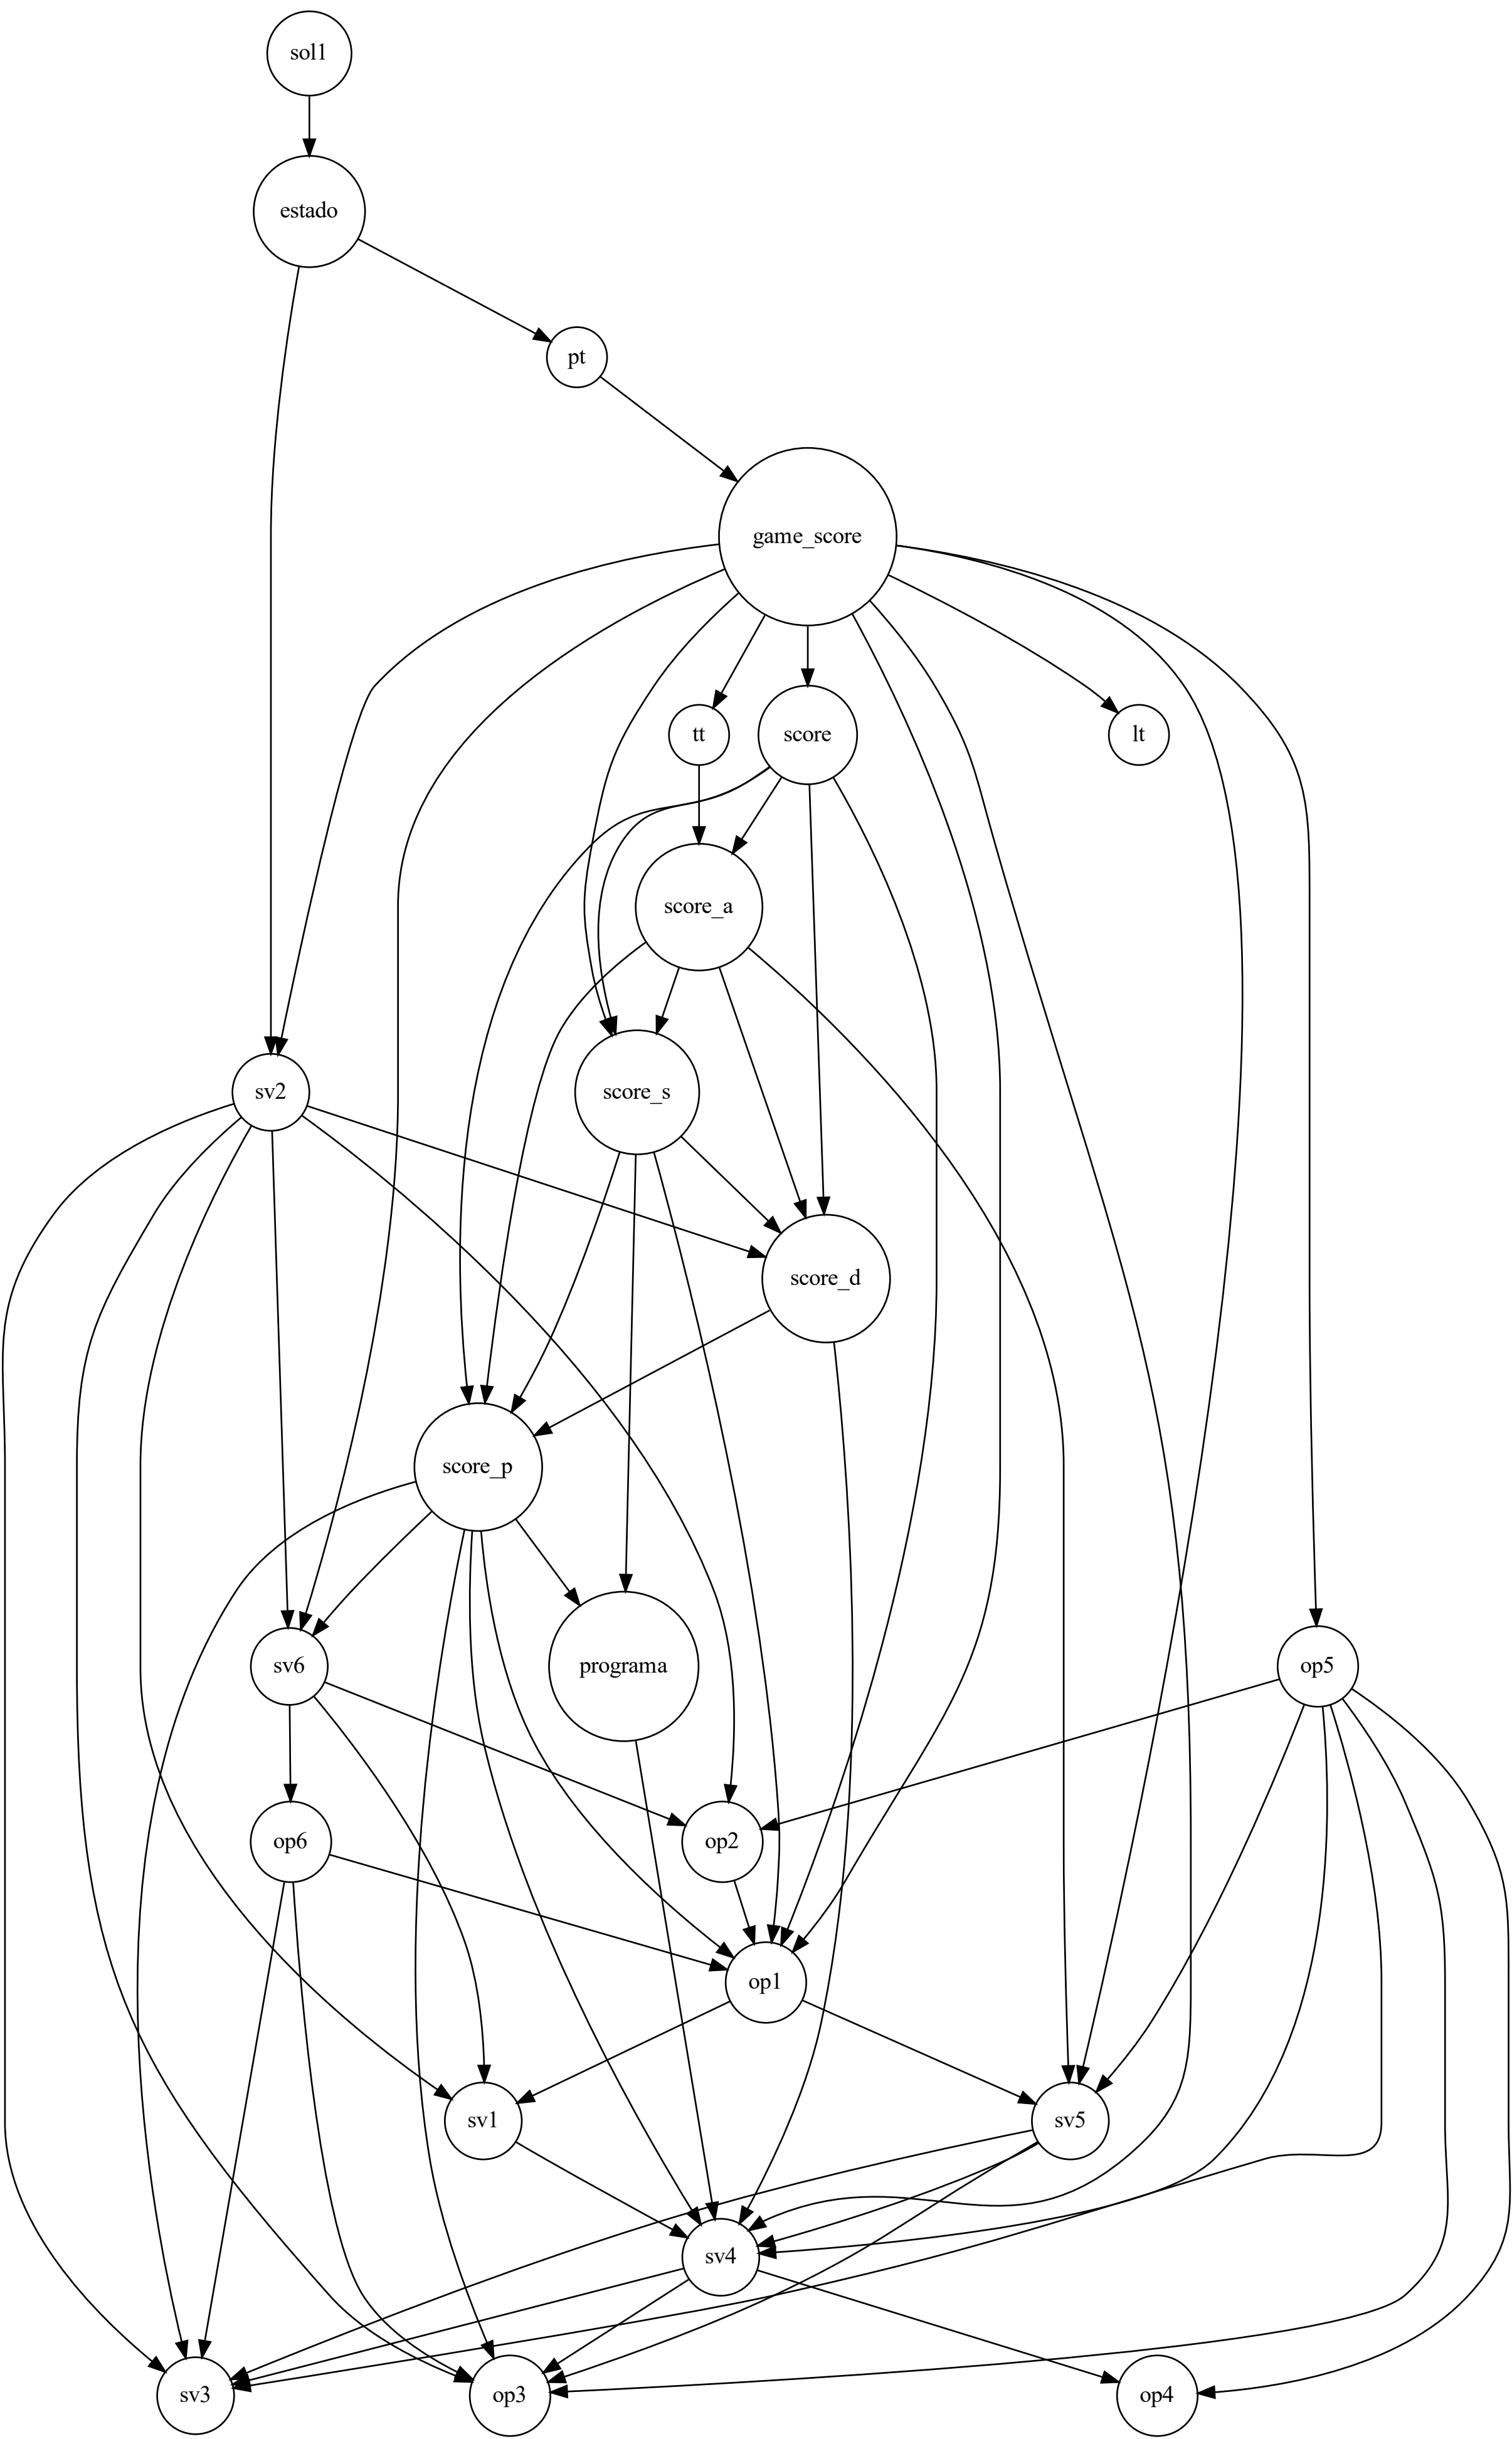 sol1
estado
pt
game_score
tt
score
lt
score_a
sv2
score_s
score_d
score_p
sv6
programa
op5
op6
op2
op1
sv1
sv5
sv4
sv3
op3
op4